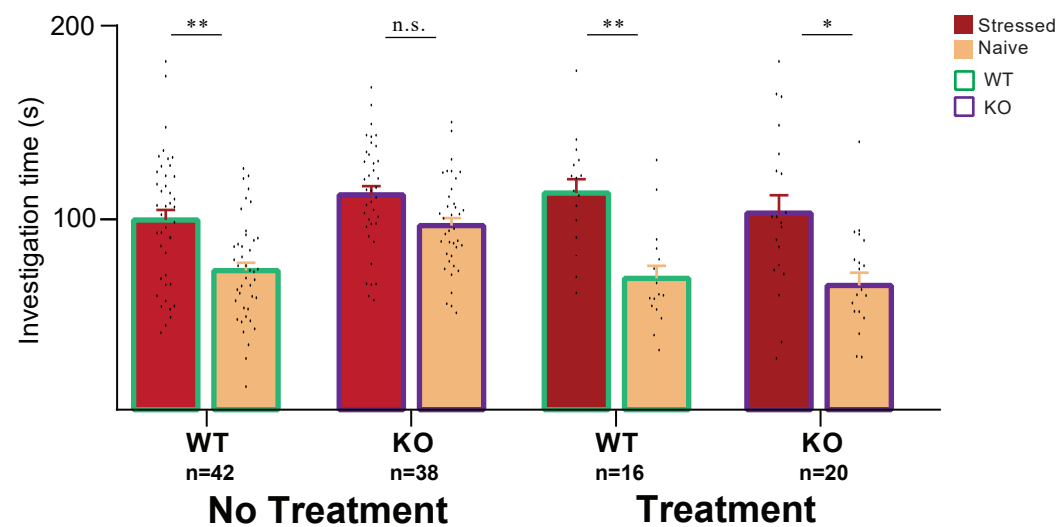 200
**
n.s.
**
*
Stressed
Naive
WT
KO
Investigation time (s)
100
WT
KO
WT
KO
n=42
n=38
n=16
n=20
No Treatment
Treatment